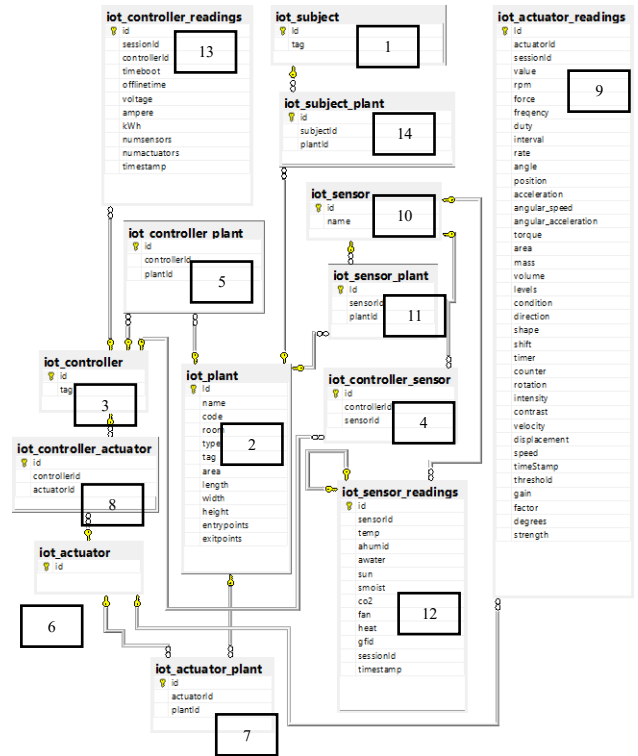 iot_controller_readings
id
sessionId
controllerId
timeboot
offlinetime
voltage
ampere
kWh
numsensors
numactuators
timestamp
13
iot_subject
Id
tag
1
iot_subject_plant
id
subjectId
plantId
14
iot_sensor
id
name
10
iot_controller_plant
id
controllerId
plantId
5
iot_sensor_plant
Id
sensorId
plantId
11
iot_controller
id
tag
3
iot_plant
Id
name
code
room
type
tag
area
length
width
height
entrypoints
exitpoints
2
iot_controller_sensor
id
controllerId
sensorId
4
iot_controller_actuator
id
controllerId
actuatorId
8
iot_sensor_readings
id
sensorId
temp
ahumid
awater
sun
smoist
co2
fan
heat
gfid
sessionId
timestamp
12
iot_actuator
id
6
iot_actuator_plant
id
actuatorId
plantId
7
iot_actuator_readings
Id
actuatorId
sessionId
value
rpm
force
freqency
duty
interval
rate
angle
position
acceleration
angular_speed
angular_acceleration
torque
area
mass
volume
levels
condition
direction
shape
shift
timer
counter
rotation
intensity
contrast
velocity
displacement
speed
timeStamp
threshold
gain
factor
degrees
strength
9